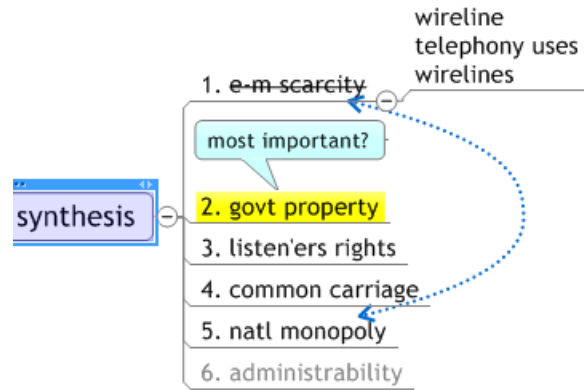 wireline
telephony uses
wirelines
1. e-m scarcity
most important?
synthesis
2. govt property
3. listen'ers rights
4. common carriage
5. natl monopoly
6. administrability